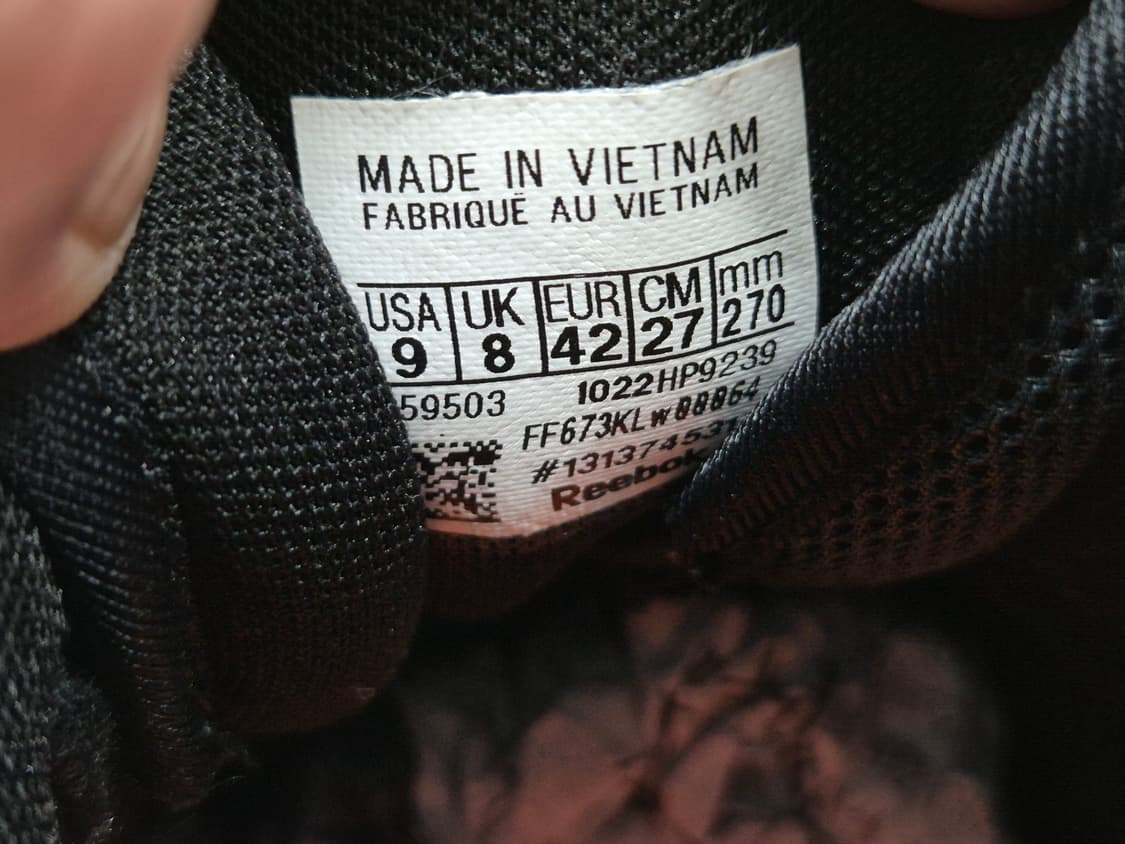 MADE IN VIETNAM
FABRIQUË AU VIETNAM
USA UK EUR CM mm
9 8 42 27 270
59503 1022HP9239
FF673KLW00064
Reebok